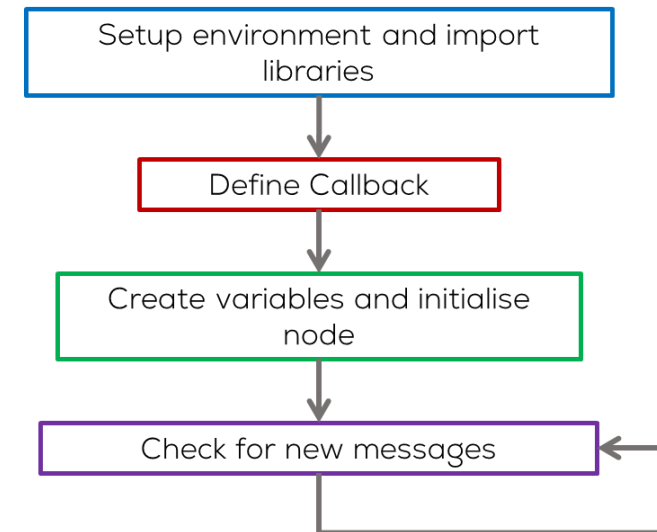 Setup environment and import
libraries
Define Callback
Create variables and initialise
node
Check for new messages